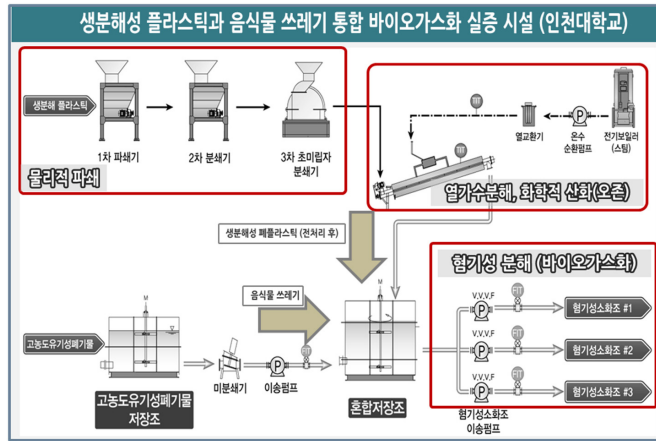 생분해성 플라스틱과 음식물 쓰레기 통합 바이오가스화 실증 시설 (인천대학교)
생분해 플라스틱
1차 파쇄기
2차 분쇄기
3차 초미립자
분쇄기
물리적 파쇄
TIT
TIT
열교환기
P
온수
순환펌프
전기보일러
(스팀)
열가수분해, 화학적 산화(오존)
생분해성 폐플라스틱 (전처리 후)
음식물 쓰레기
고농도유기성폐기물
M
고농도유기성폐기물
저장조
미분쇄기
P
이송펌프
FIT
M
혼합저장조
혐기성 분해 (바이오가스화)
V,V,V,F
P
FIT
혐기성소화조 #1
V,V,V,F
P
FIT
혐기성소화조 #2
V,V,V,F
P
FIT
혐기성소화조 #3
혐기성소화조
이송펌프